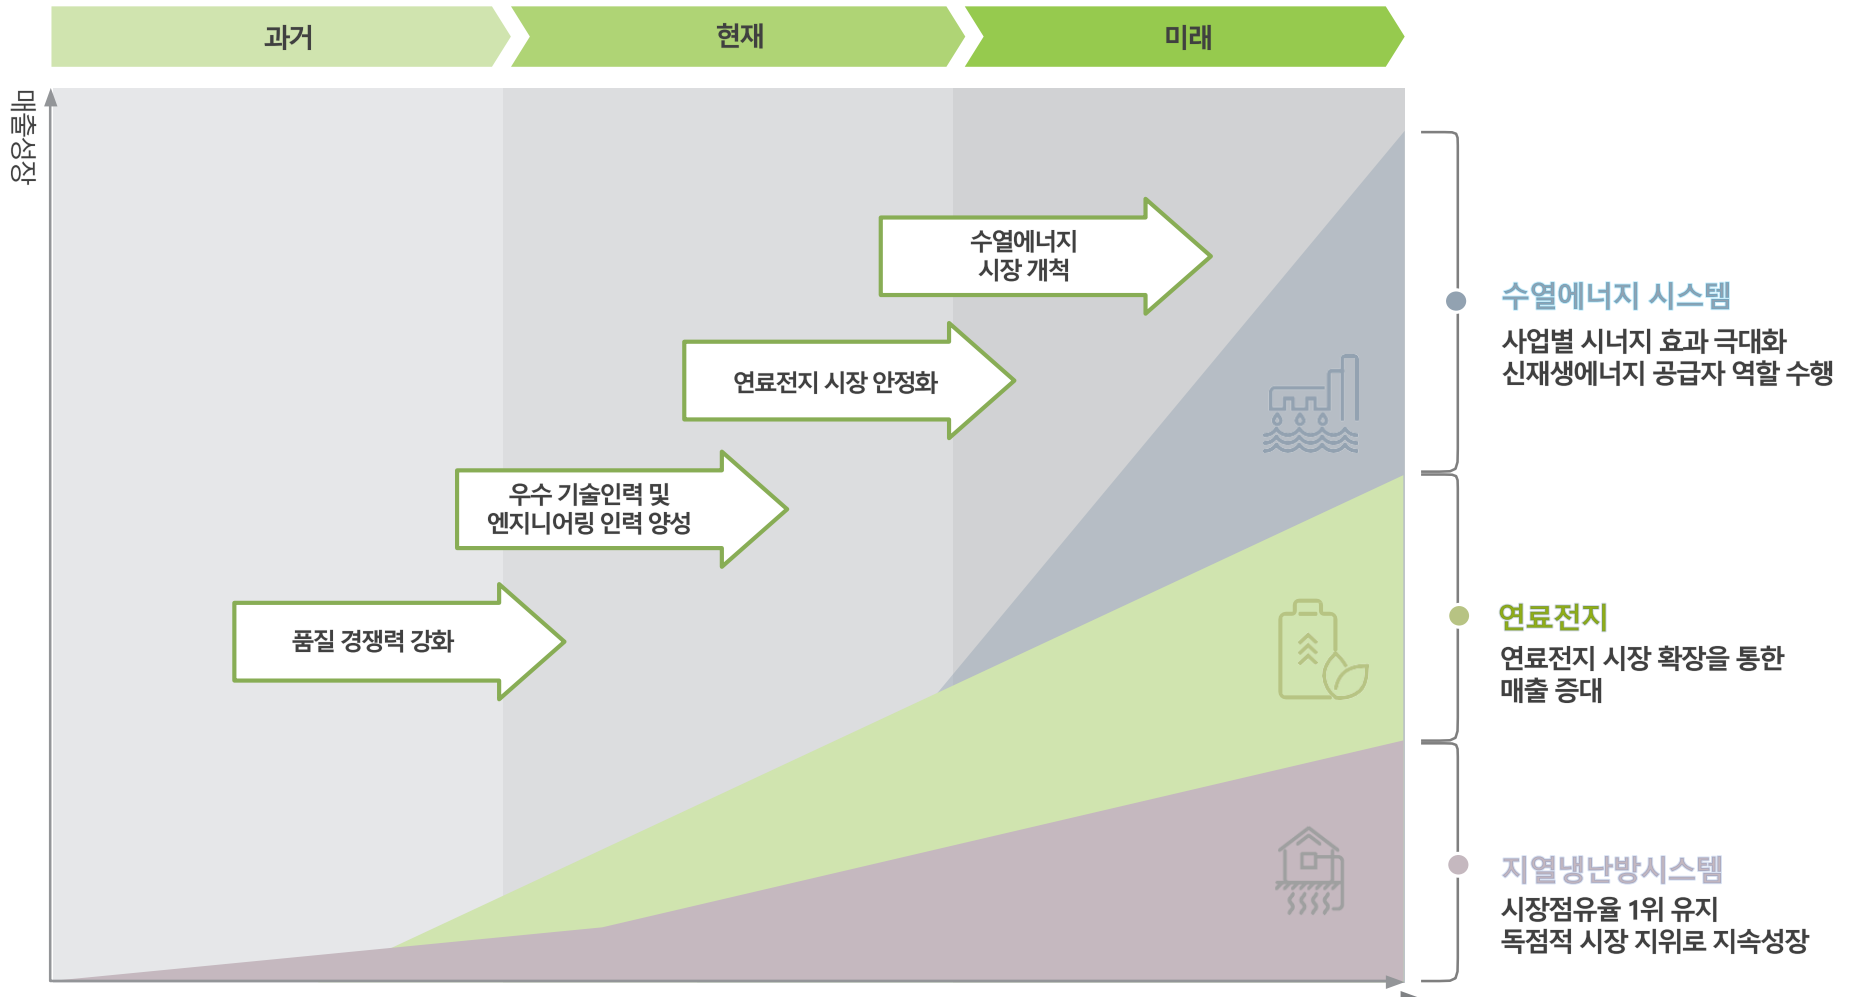 과거
현재
미래
매출성장
수열에너지
시장 개척
연료전지 시장 안정화
우수 기술인력 및
엔지니어링 인력 양성
품질 경쟁력 강화
수열에너지 시스템
사업별 시너지 효과 극대화
신재생에너지 공급자 역할 수행
연료전지
연료전지 시장 확장을 통한
매출 증대
지열냉난방시스템
시장점유율 1위 유지
독점적 시장 지위로 지속성장